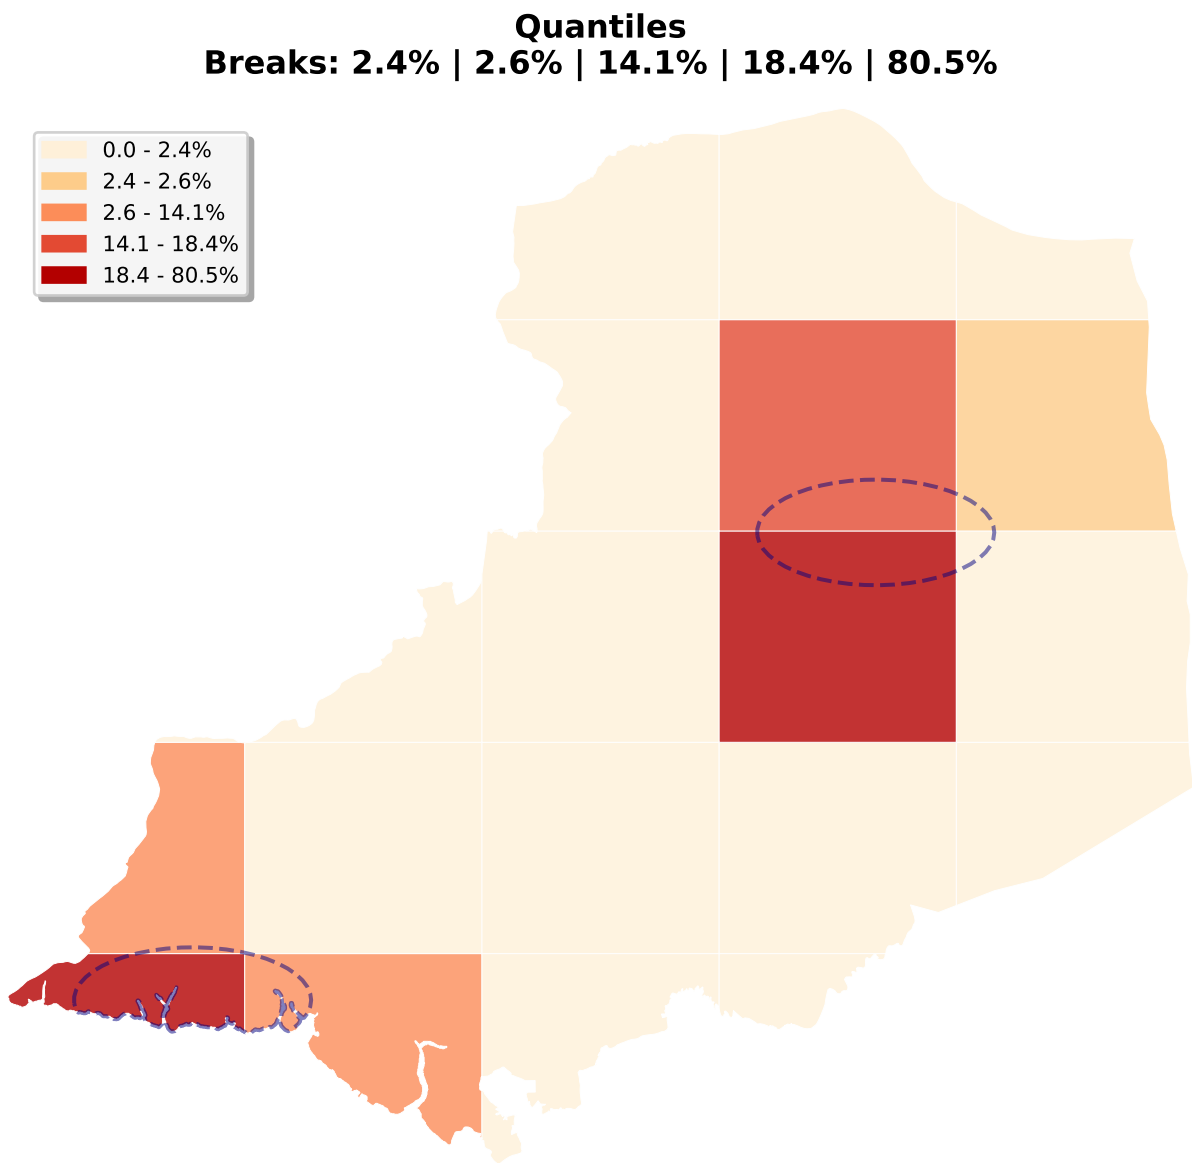 Quantiles
Breaks: 2.4% | 2.6% | 14.1% | 18.4% | 80.5%
0.0 - 2.4%
2.4 - 2.6%
2.6 - 14.1%
14.1 - 18.4%
18.4 - 80.5%